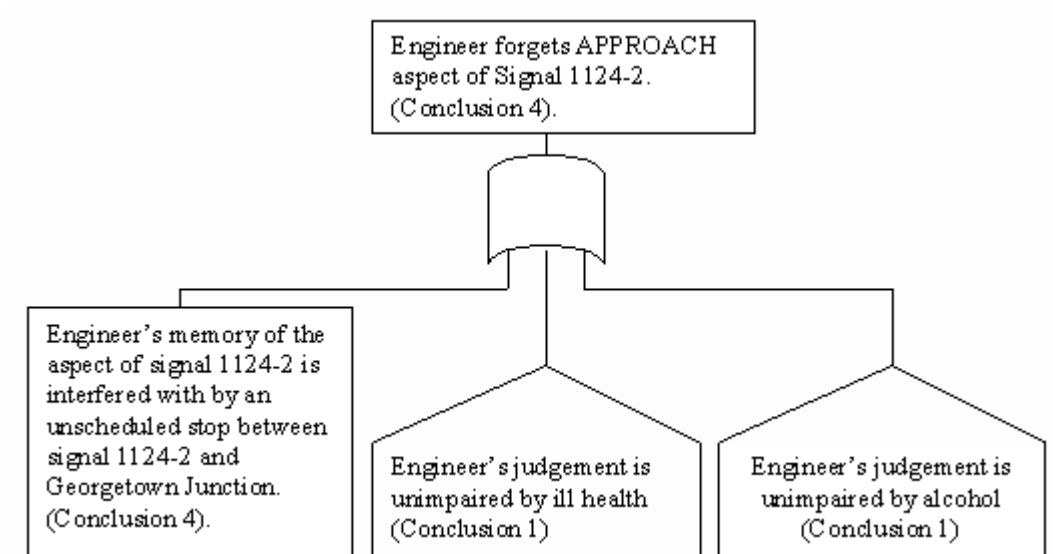 Engineer forgets APPROACH
aspect of Signal 1124-2.
(Conclusion 4).
Engineer's memory of the
aspect of signal 1124-2 is
interfered with by an
unscheduled stop between
signal 1124-2 and
Georgetown Junction.
(Conclusion 4).
Engineer's judgement is
unimpaired by ill health
(Conclusion 1)
Engineer's judgement is
unimpaired by alcohol
(Conclusion 1)